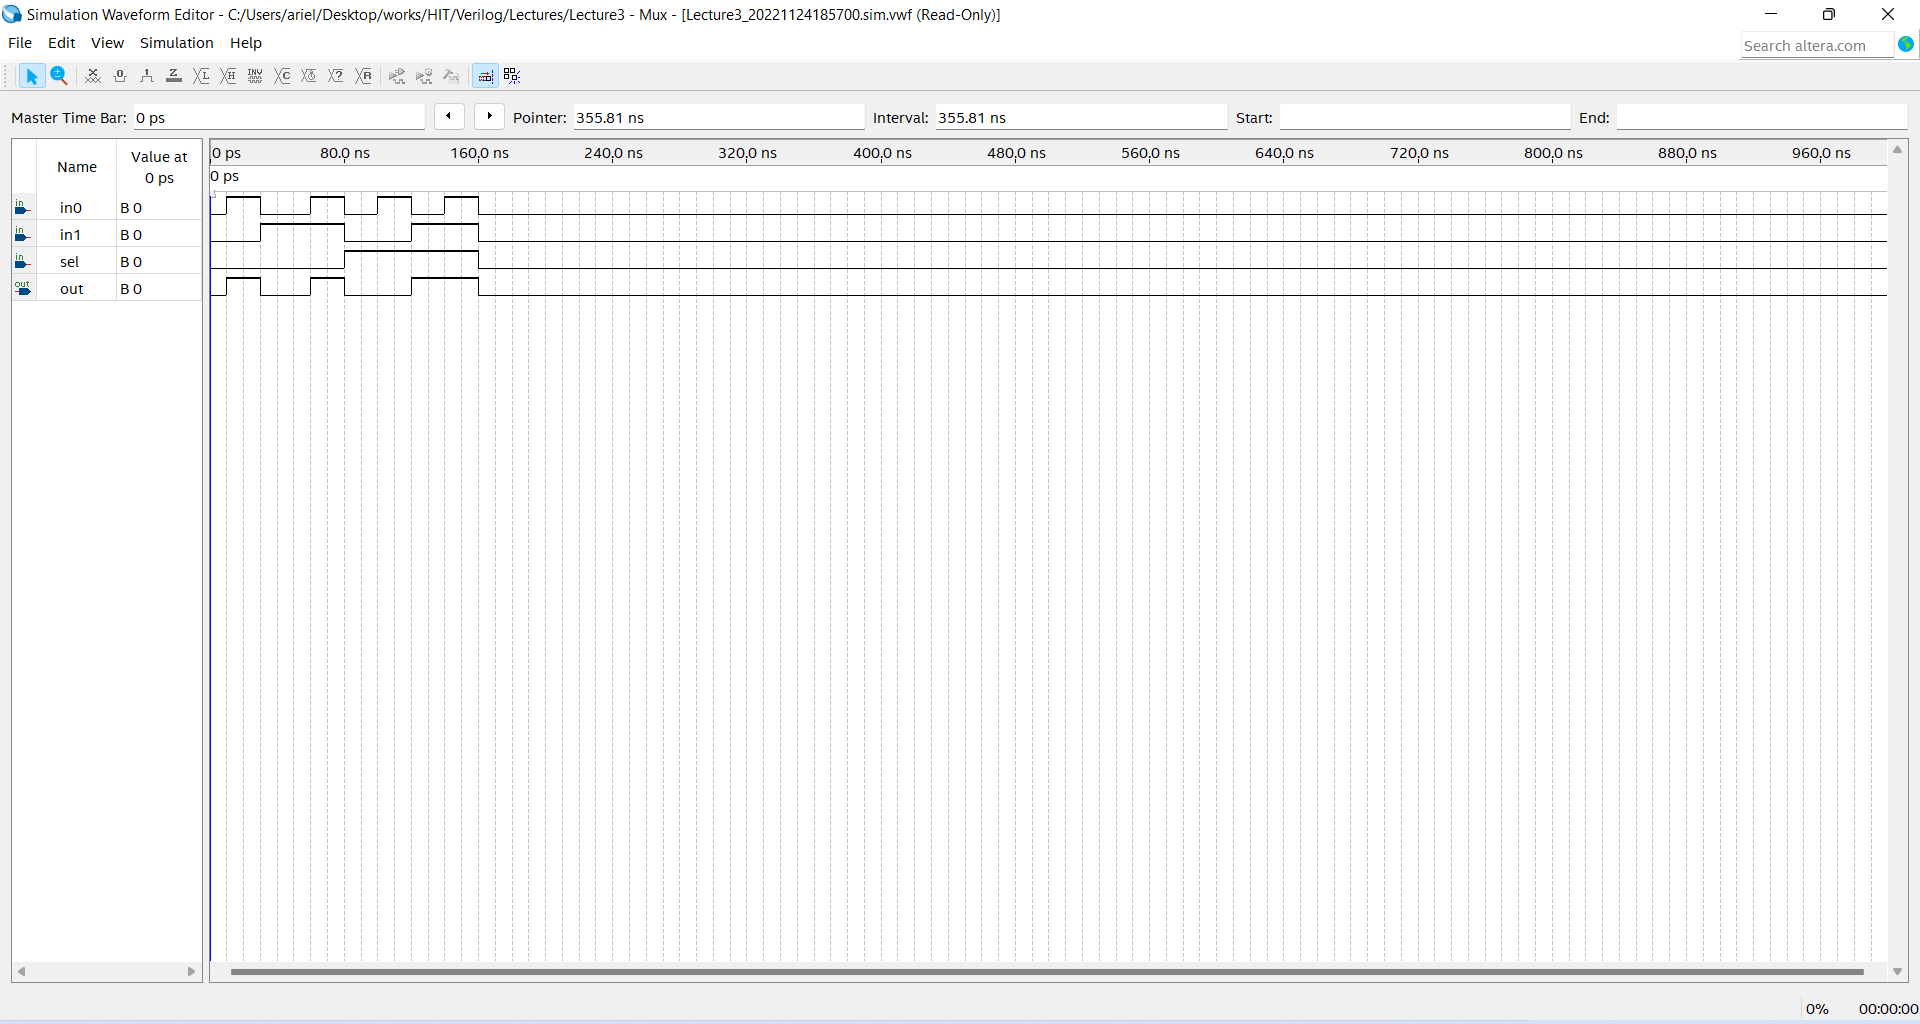 Simulation Waveform Editor - C:/Users/ariel/Desktop/works/HIT/Verilog/Lectures/Lecture3 - Mux - [Lecture3_20221124185700.sim.vwf (Read-Only)]
File Edit View Simulation Help
Search altera.com
Master Time Bar: 0 ps Pointer: 355.81 ns Interval: 355.81 ns Start: End:
Name Value at 0 ps
0 ps 80.0 ns 160.0 ns 240.0 ns 320.0 ns 400.0 ns 480.0 ns 560.0 ns 640.0 ns 720.0 ns 800.0 ns 880.0 ns 960.0 ns
0 ps
in in0 B 0
in in1 B 0
in sel B 0
out out B 0
0% 00:00:00